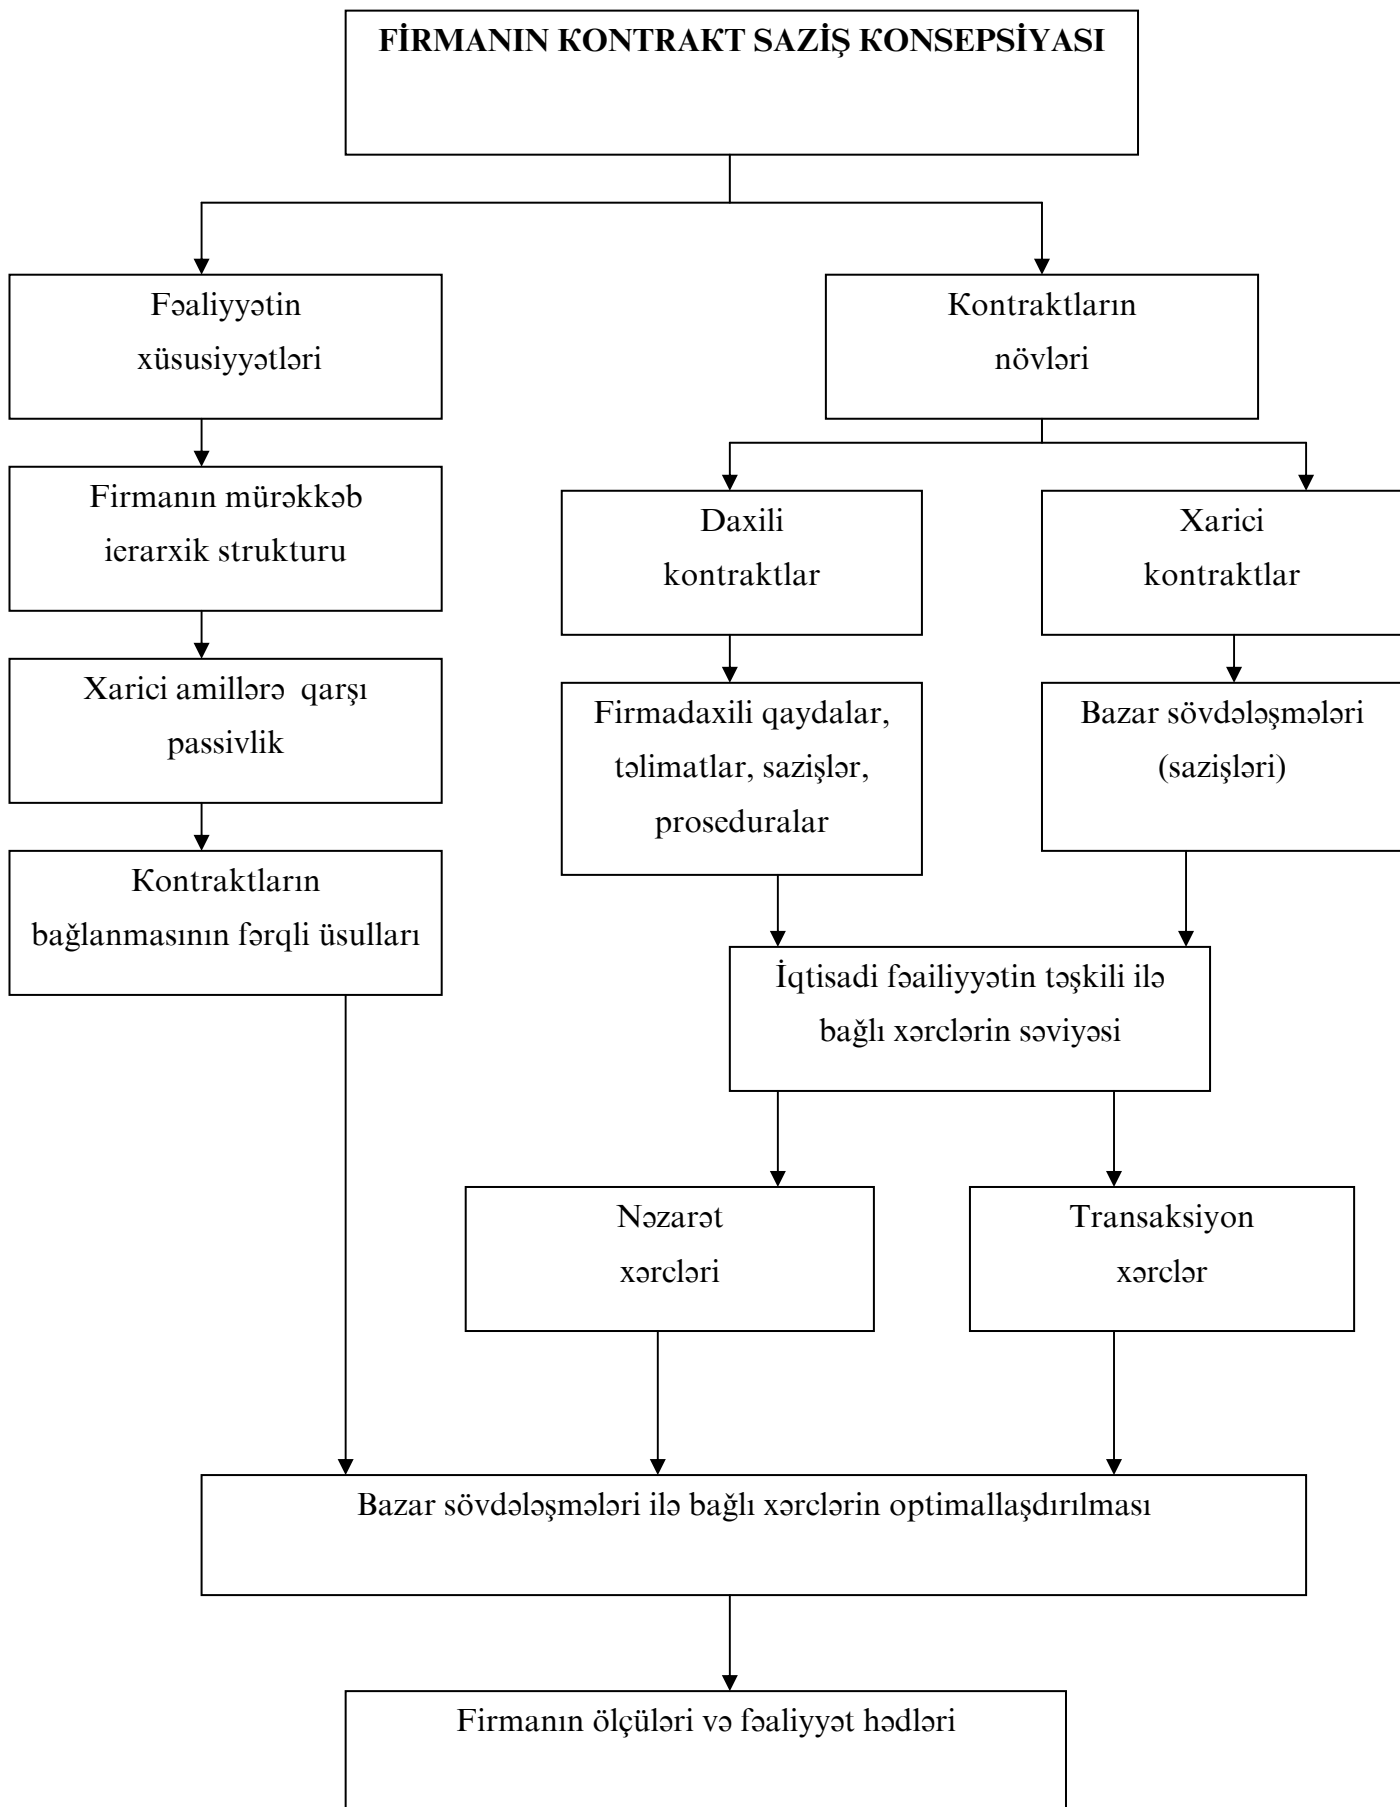 FİRMANIN KONTRAKT SAZİŞ KONSEPSİYASI
Fəaliyyətin
xüsusiyyətləri
Kontraktların
növləri
Firmanın mürəkkəb
ierarxik strukturu
Daxili
kontraktlar
Xarici
kontraktlar
Xarici amillərə qarşı
passivlik
Firmadaxili qaydalar,
təlimatlar, sazişlər,
proseduralar
Bazar sövdələşmələri
(sazişləri)
Kontraktların
bağlanmasının fərqli üsulları
İqtisadi fəailiyyətin təşkili ilə
bağlı xərclərin səviyəsi
Nəzarət
xərcləri
Transaksiyon
xərclər
Bazar sövdələşmələri ilə bağlı xərclərin optimallaşdırılması
Firmanın ölçüləri və fəaliyyət hədləri